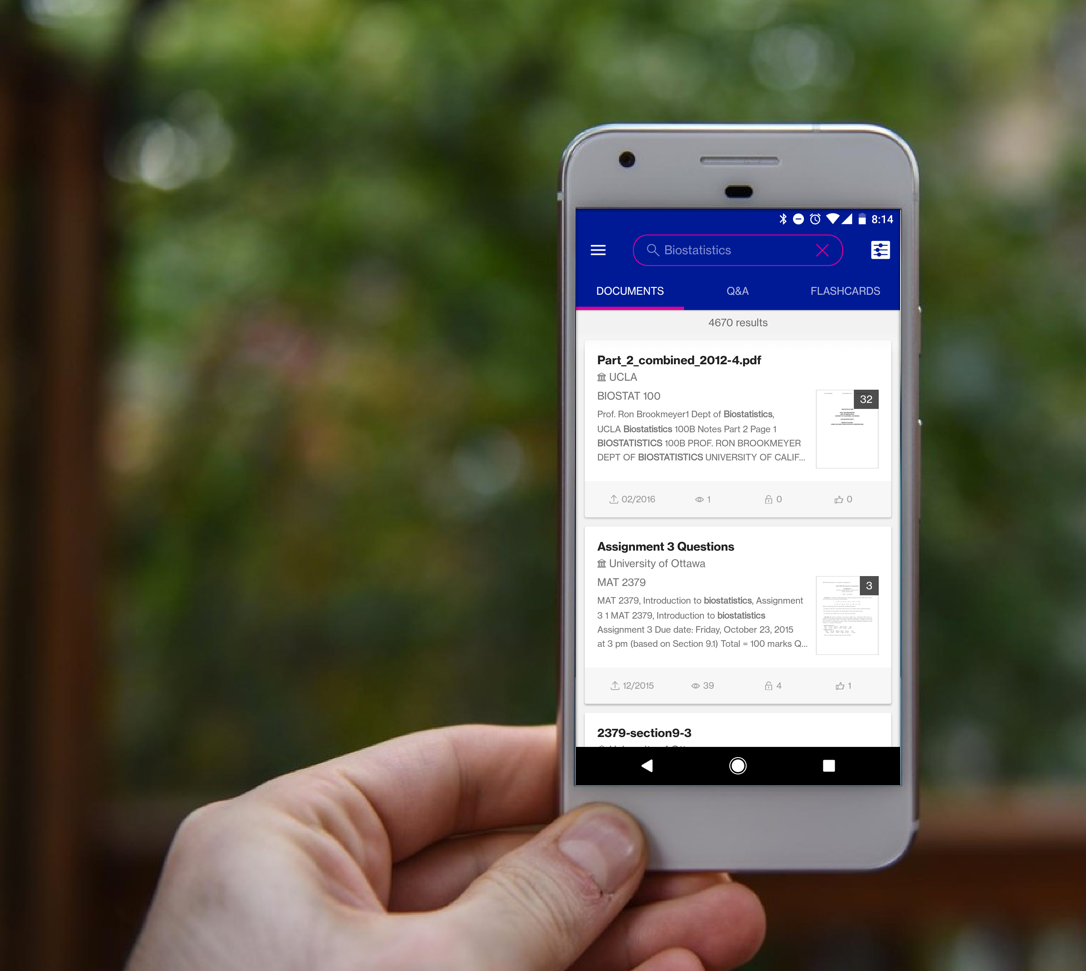 8:14
Biostatistics
DOCUMENTS Q&A FLASHCARDS
4670 results
Part_2_combined_2012-4.pdf
UCLA
BIOSTAT 100
32
Prof. Ron Brookmeyer1 Dept of Biostatistics,
UCLA Biostatistics 100B Notes Part 2 Page 1
BIOSTATISTICS 100B PROF. RON BROOKMEYER
DEPT OF BIOSTATISTICS UNIVERSITY OF CALIF...
02/2016 1 0 0
Assignment 3 Questions
University of Ottawa
MAT 2379
3
MAT 2379, Introduction to biostatistics, Assignment
3 1 MAT 2379, Introduction to biostatistics
Assignment 3 Due date: Friday, October 23, 2015
at 3 pm (based on Section 9.1) Total = 100 marks Q...
12/2015 39 4 1
2379-section9-3